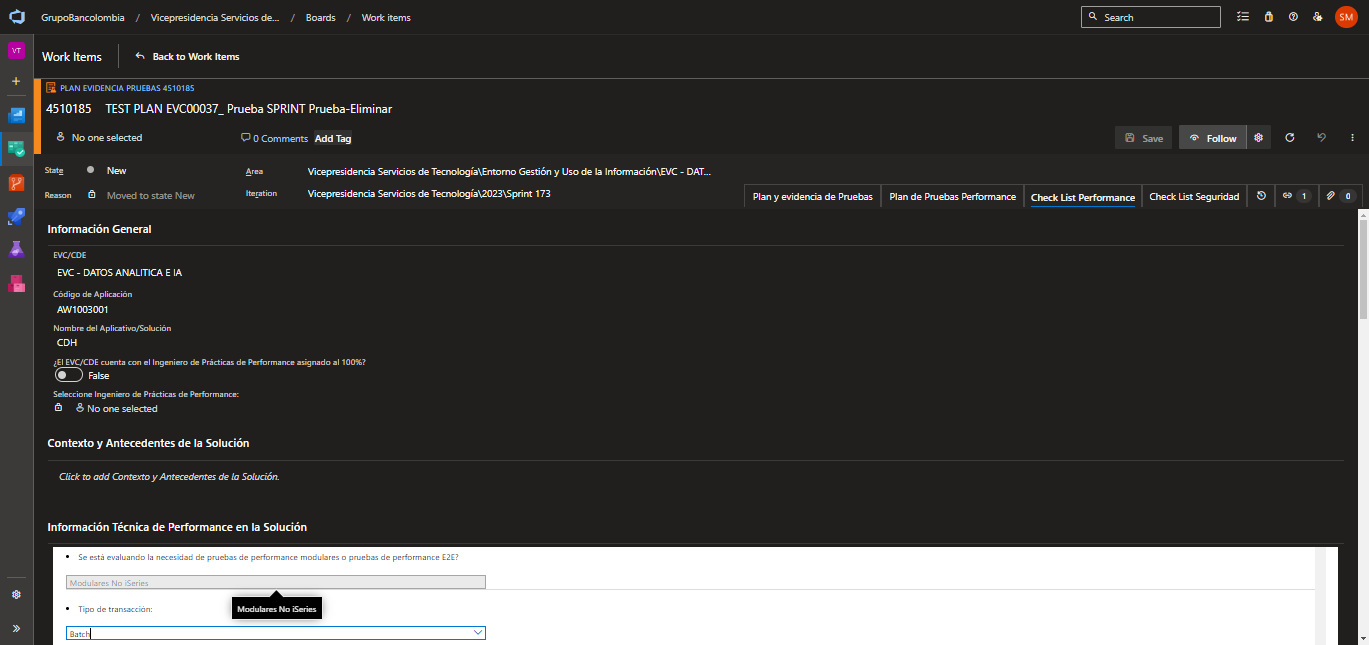 GrupoBancolombia / Vicepresidencia Servicios de... / Boards / Work items
Search
SM
VT
Work Items
Back to Work Items
PLAN EVIDENCIA PRUEBAS 4510185
4510185 TEST PLAN EVC00037_ Prueba SPRINT Prueba-Eliminar
No one selected
0 Comments
Add Tag
Save
Follow
State
New
Area
Vicepresidencia Servicios de Tecnología\Entorno Gestión y Uso de la Información\EVC - DAT...
Reason
Moved to state New
Iteration
Vicepresidencia Servicios de Tecnología\2023\Sprint 173
Plan y evidencia de Pruebas
Plan de Pruebas Performance
Check List Performance
Check List Seguridad
1
0
Información General
EVC/CDE
EVC - DATOS ANALITICA E IA
Código de Aplicación
AW1003001
Nombre del Aplicativo/Solución
CDH
¿El EVC/CDE cuenta con el Ingeniero de Prácticas de Performance asignado al 100%?
False
Seleccione Ingeniero de Prácticas de Performance:
No one selected
Contexto y Antecedentes de la Solución
Click to add Contexto y Antecedentes de la Solución.
Información Técnica de Performance en la Solución
• Se está evaluando la necesidad de pruebas de performance modulares o pruebas de performance E2E?
Modulares No iSeries
• Tipo de transacción:
Modulares No iSeries
Batch